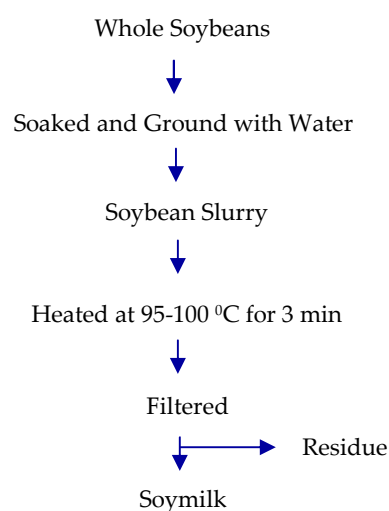 Whole Soybeans
Soaked and Ground with Water
Soybean Slurry
Heated at 95-100 ⁰C for 3 min
Filtered
Residue
Soymilk